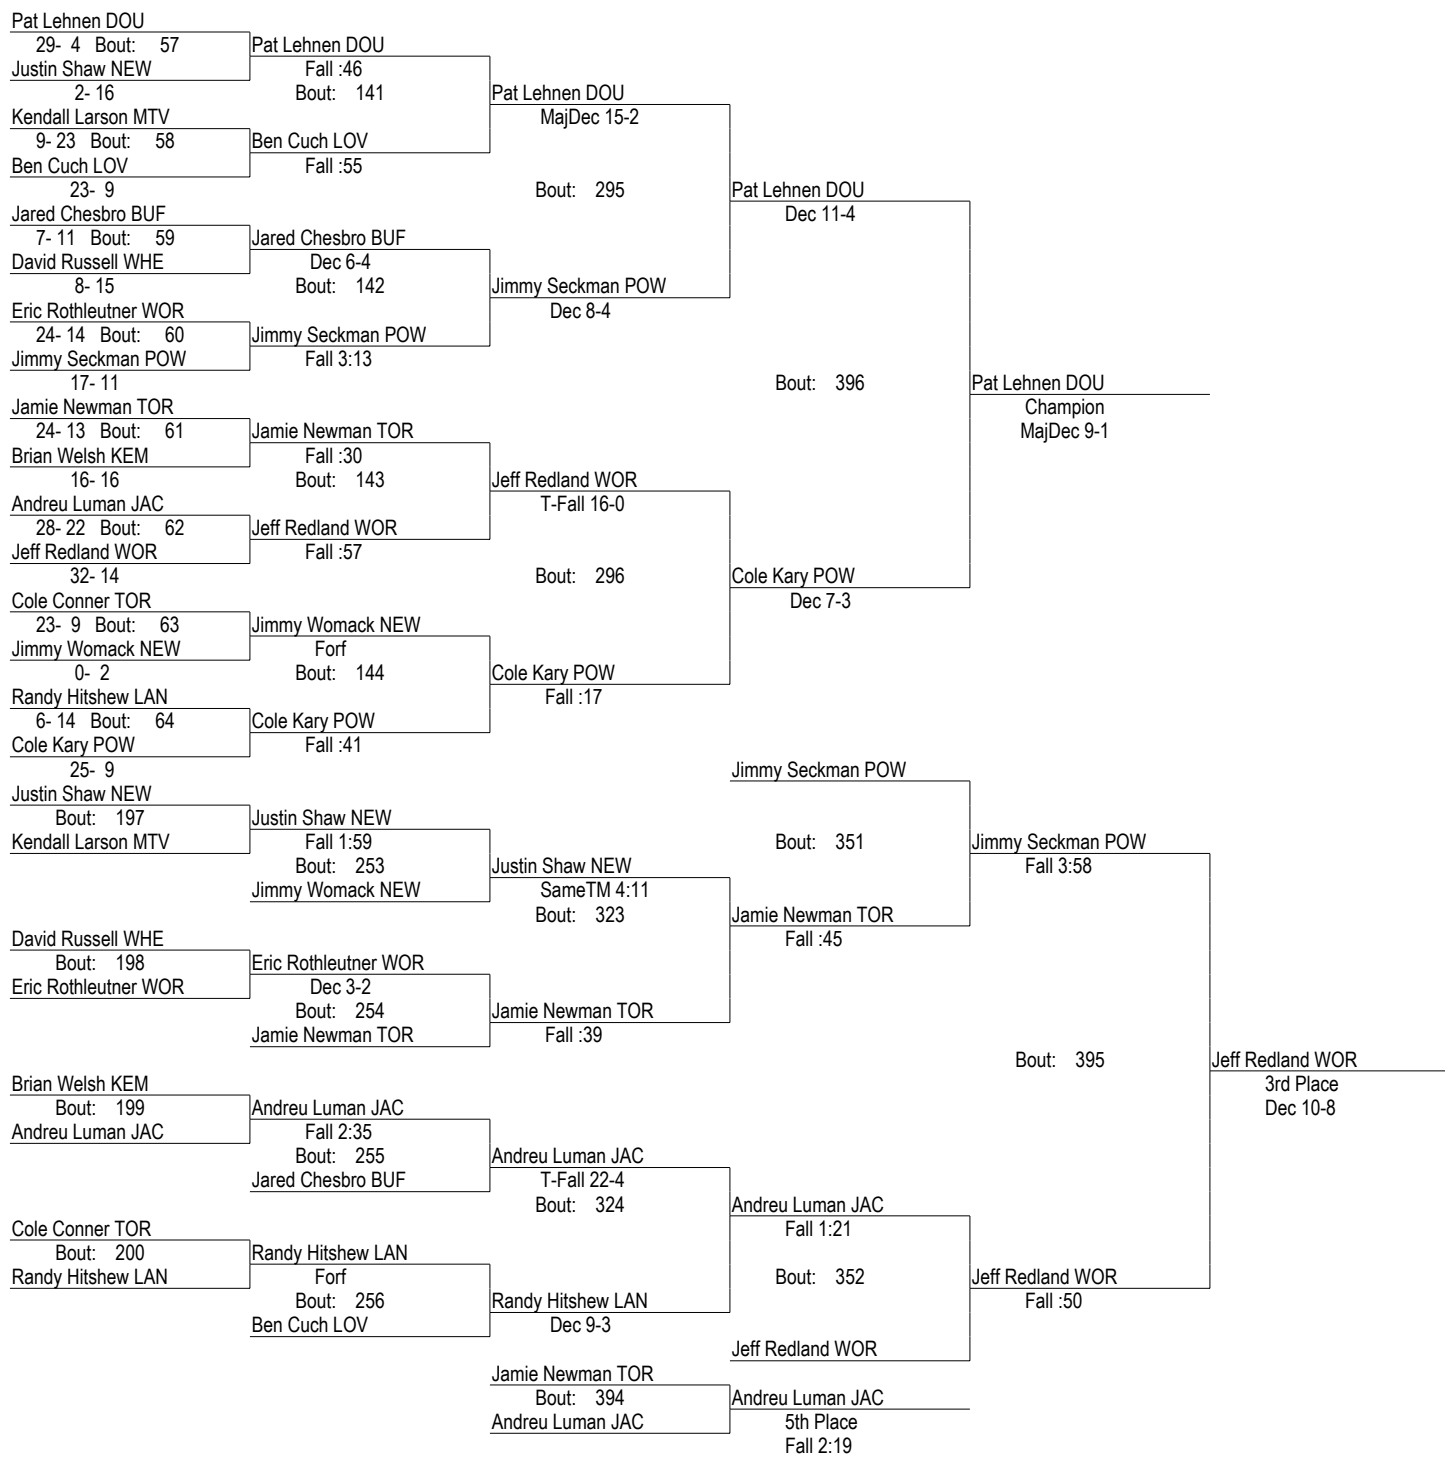 Pat Lehnen DOU
29- 4 Bout: 57 Pat Lehnen DOU
Justin Shaw NEW Fall :46
2- 16 Bout: 141 Pat Lehnen DOU
Kendall Larson MTV MajDec 15-2
9- 23 Bout: 58 Ben Cuch LOV
Ben Cuch LOV Fall :55
23- 9 Bout: 295 Pat Lehnen DOU
Jared Chesbro BUF Dec 11-4
7- 11 Bout: 59 Jared Chesbro BUF
David Russell WHE Dec 6-4
8- 15 Bout: 142 Jimmy Seckman POW
Eric Rothleutner WOR Dec 8-4
24- 14 Bout: 60 Jimmy Seckman POW
Jimmy Seckman POW Fall 3:13
17- 11 Bout: 396 Pat Lehnen DOU
Jamie Newman TOR Champion
24- 13 Bout: 61 Jamie Newman TOR MajDec 9-1
Brian Welsh KEM Fall :30
16- 16 Bout: 143 Jeff Redland WOR
Andreu Luman JAC T-Fall 16-0
28- 22 Bout: 62 Jeff Redland WOR
Jeff Redland WOR Fall :57
32- 14 Bout: 296 Cole Kary POW
Cole Conner TOR Dec 7-3
23- 9 Bout: 63 Jimmy Womack NEW
Jimmy Womack NEW Forf
0- 2 Bout: 144 Cole Kary POW
Randy Hitshew LAN Fall :17
6- 14 Bout: 64 Cole Kary POW
Cole Kary POW Fall :41
25- 9 Jimmy Seckman POW
Justin Shaw NEW
Bout: 197 Justin Shaw NEW
Kendall Larson MTV Fall 1:59 Bout: 351 Jimmy Seckman POW
Bout: 253 Justin Shaw NEW Fall 3:58
Jimmy Womack NEW SameTM 4:11
Bout: 323 Jamie Newman TOR
David Russell WHE Fall :45
Bout: 198 Eric Rothleutner WOR
Eric Rothleutner WOR Dec 3-2
Bout: 254 Jamie Newman TOR
Jamie Newman TOR Fall :39
Bout: 395 Jeff Redland WOR
Brian Welsh KEM 3rd Place
Bout: 199 Andreu Luman JAC Dec 10-8
Andreu Luman JAC Fall 2:35
Bout: 255 Andreu Luman JAC
Jared Chesbro BUF T-Fall 22-4
Bout: 324 Andreu Luman JAC
Cole Conner TOR Fall 1:21
Bout: 200 Randy Hitshew LAN
Randy Hitshew LAN Forf Bout: 352 Jeff Redland WOR
Bout: 256 Randy Hitshew LAN Fall :50
Ben Cuch LOV Dec 9-3
Jeff Redland WOR
Jamie Newman TOR
Bout: 394 Andreu Luman JAC
Andreu Luman JAC 5th Place
Fall 2:19